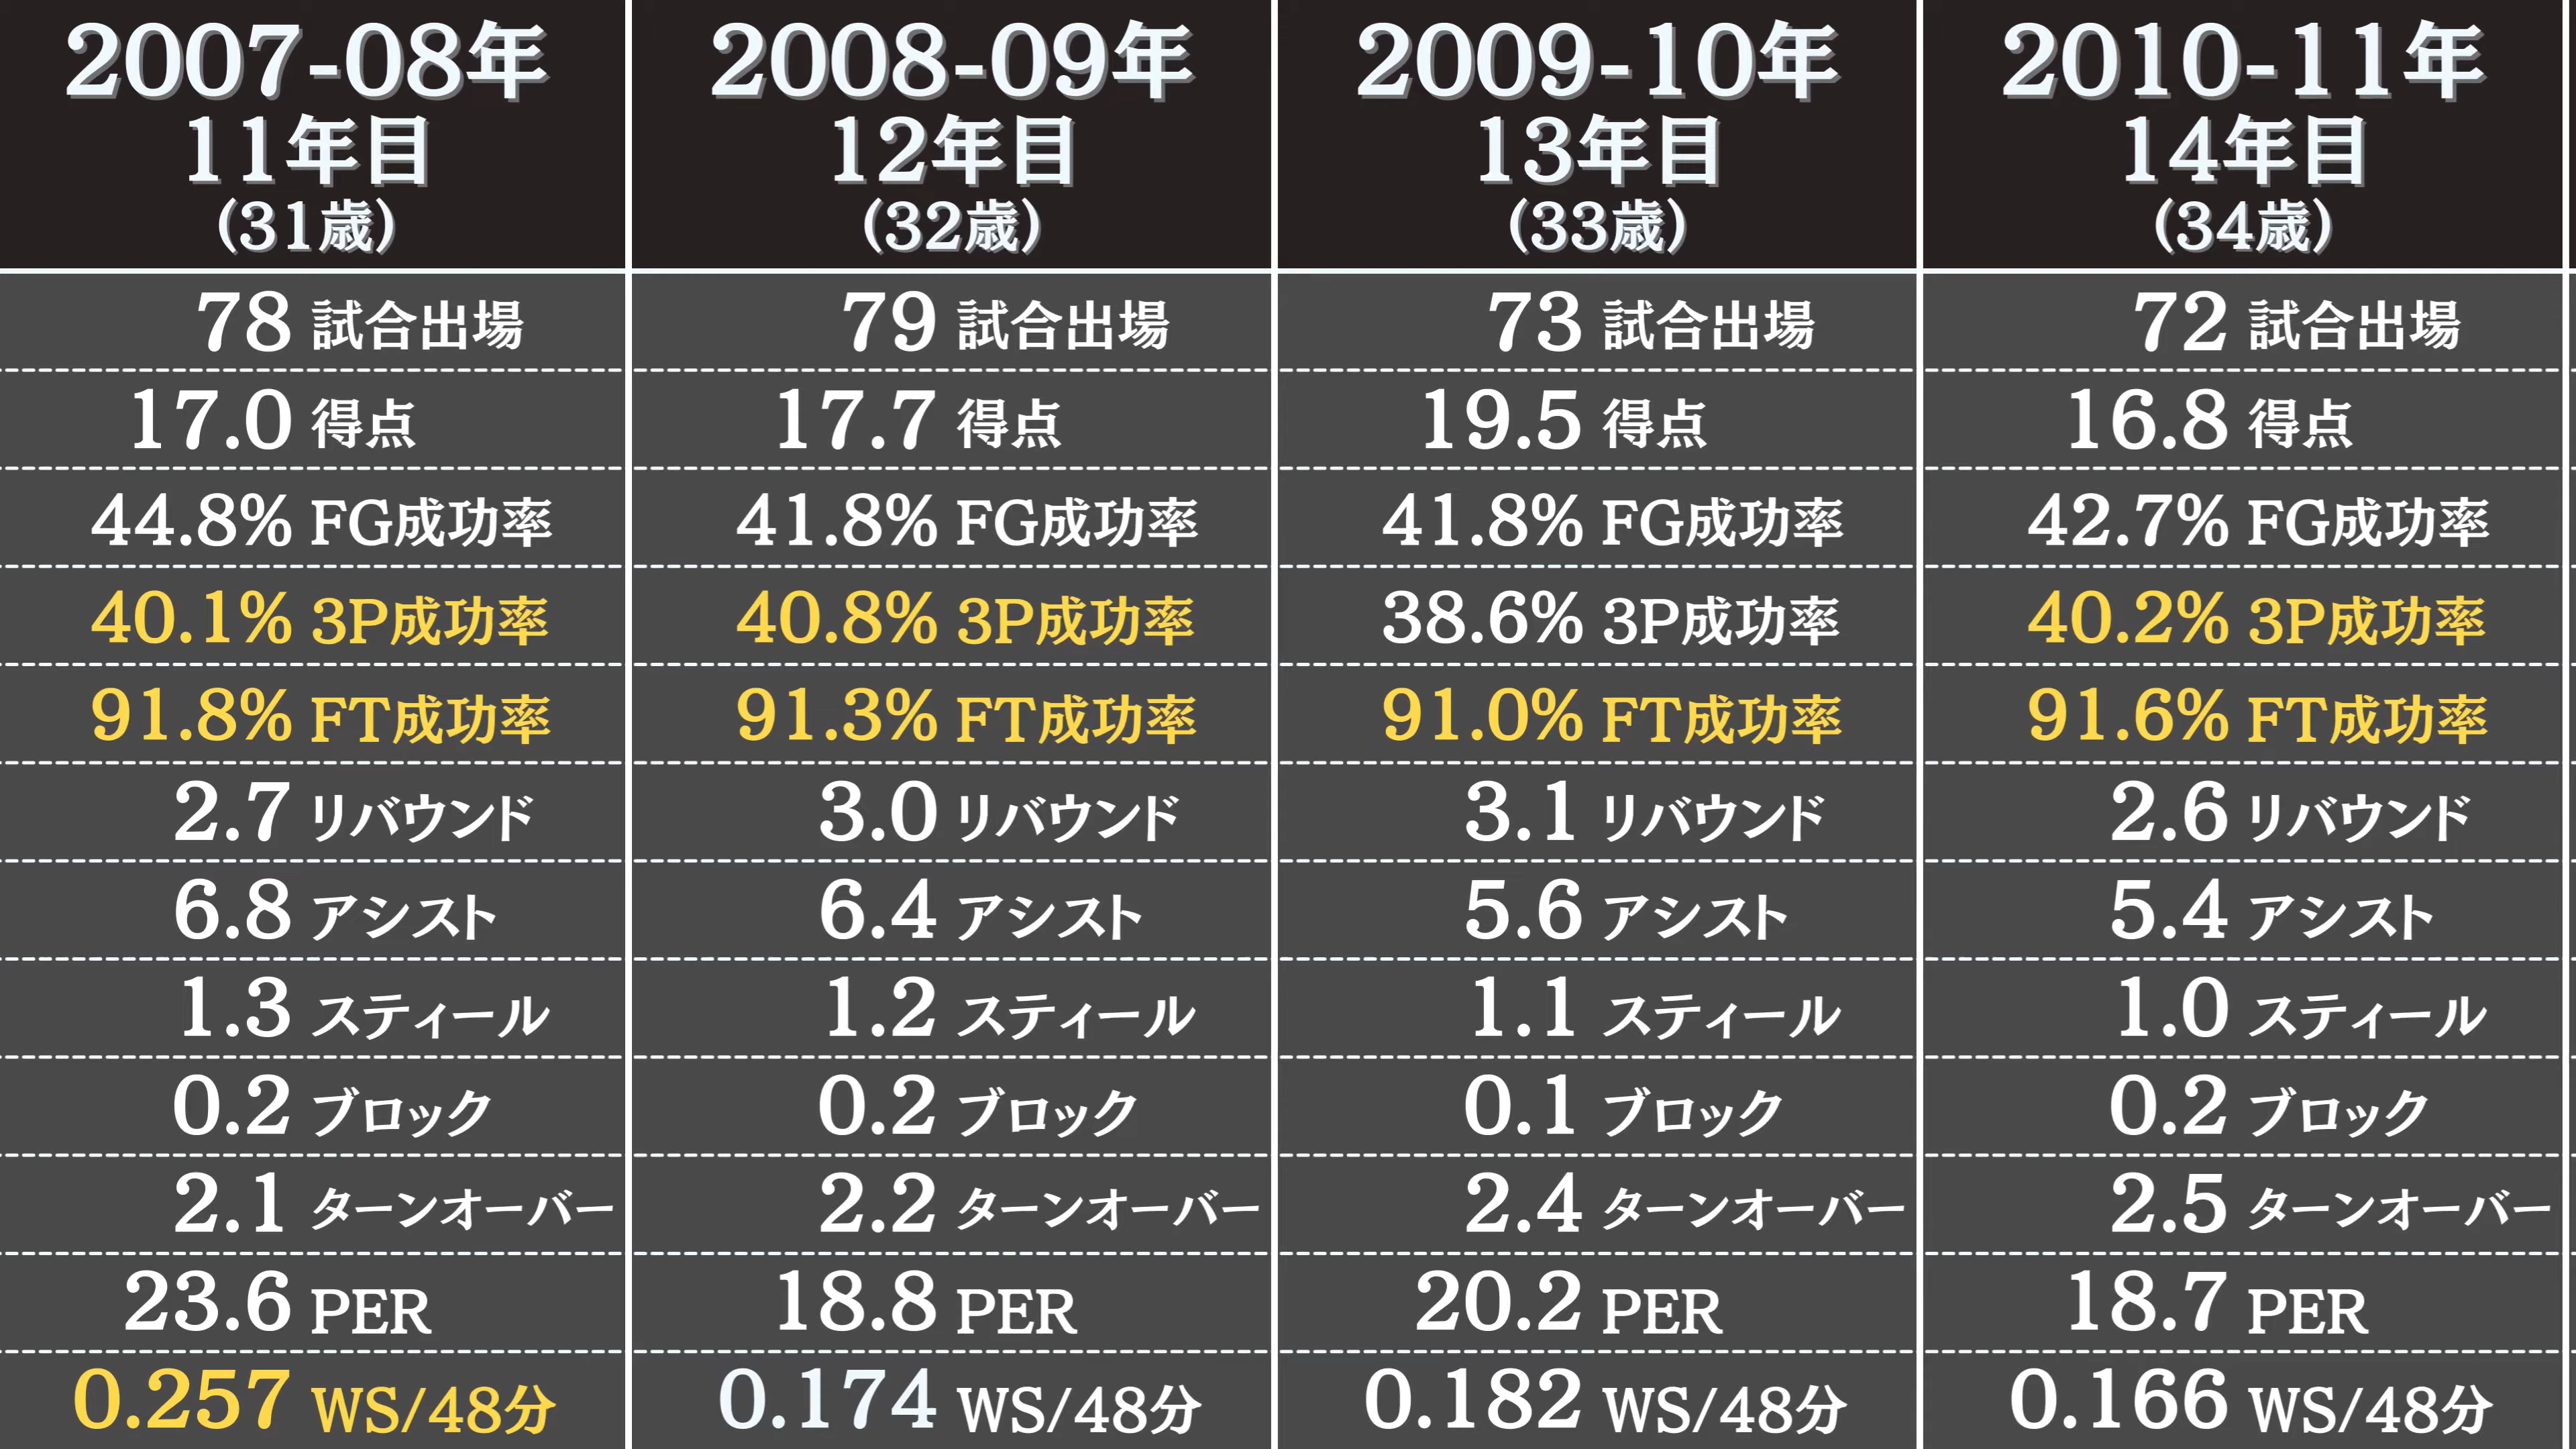 2007-08年
11年目
(31歳)
78 試合出場
17.0 得点
44.8% FG成功率
40.1% 3P成功率
91.8% FT成功率
2.7 リバウンド
6.8 アシスト
1.3 スティール
0.2 ブロック
2.1 ターンオーバー
23.6 PER
0.257 WS/48分
2008-09年
12年目
(32歳)
79 試合出場
17.7 得点
41.8% FG成功率
40.8% 3P成功率
91.3% FT成功率
3.0 リバウンド
6.4 アシスト
1.2 スティール
0.2 ブロック
2.2 ターンオーバー
18.8 PER
0.174 WS/48分
2009-10年
13年目
(33歳)
73 試合出場
19.5 得点
41.8% FG成功率
38.6% 3P成功率
91.0% FT成功率
3.1 リバウンド
5.6 アシスト
1.1 スティール
0.1 ブロック
2.4 ターンオーバー
20.2 PER
0.182 WS/48分
2010-11年
14年目
(34歳)
72 試合出場
16.8 得点
42.7% FG成功率
40.2% 3P成功率
91.6% FT成功率
2.6 リバウンド
5.4 アシスト
1.0 スティール
0.2 ブロック
2.5 ターンオーバー
18.7 PER
0.166 WS/48分